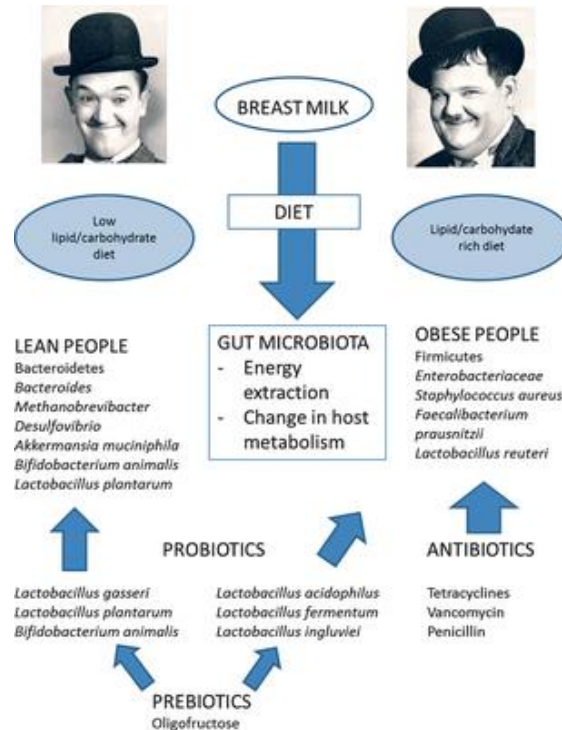 BREAST MILK
DIET
Low
lipid/carbohydrate
diet
Lipid/carbohydate
rich diet
LEAN PEOPLE
Bacteroidetes
Bacteroides
Methanobrevibacter
Desulfovibrio
Akkermansia muciniphila
Bifidobacterium animalis
Lactobacillus plantarum
GUT MICROBIOTA
- Energy
extraction
- Change in host
metabolism
OBESE PEOPLE
Firmicutes
Enterobacteriaceae
Staphylococcus aureus
Faecalibacterium
prausnitzii
Lactobacillus reuteri
PROBIOTICS
Lactobacillus gasseri
Lactobacillus plantarum
Bifidobacterium animalis
Lactobacillus acidophilus
Lactobacillus fermentum
Lactobacillus ingluviei
ANTIBIOTICS
Tetracyclines
Vancomycin
Penicillin
PREBIOTICS
Oligofructose